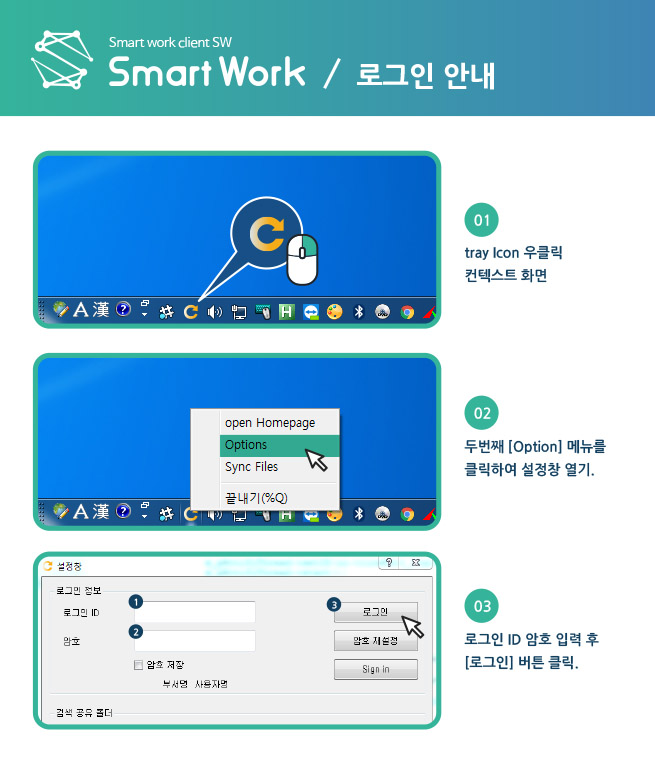 Smart work client SW
Smart Work / 로그인 안내
01
tray Icon 우클릭
컨텍스트 화면
A 漢 ?
H
02
두번째 [Option] 메뉴를
클릭하여 설정창 열기.
open Homepage
Options
Sync Files
끝내기(%Q)
A 漢 ?
H
03
로그인 ID 암호 입력 후
[로그인] 버튼 클릭.
설정창
로그인 정보
로그인 ID
1
3
로그인
암호
2
암호 재설정
암호 저장
Sign in
부서명 사용자명
검색 공유 폴더